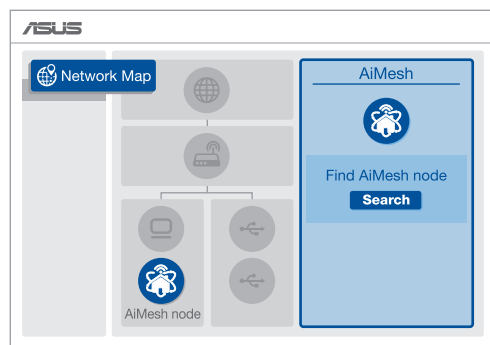 ASUS
Network Map
AiMesh
Find AiMesh node
Search
AiMesh node